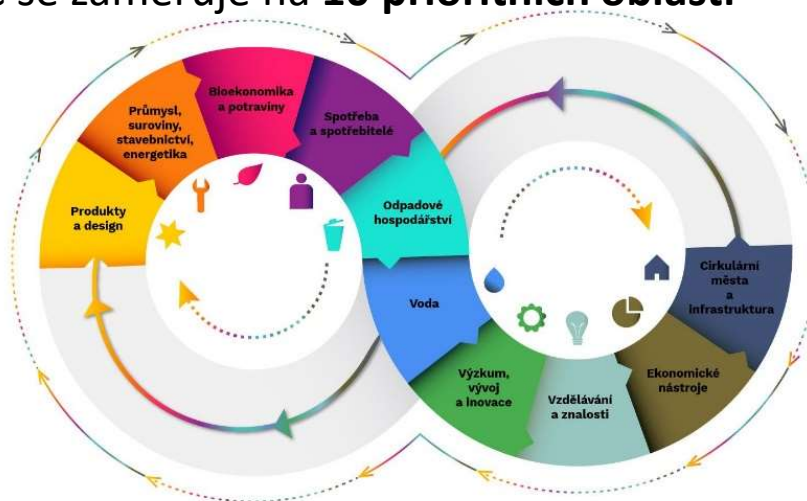 se zaměřuje na 10 prioritních oblastí
Bioekonomika
a potraviny
Průmysl,
suroviny,
stavebnictví,
energetika
Spotřeba
a spotřebitelé
Produkty
a design
Odpadové
hospodářství
Voda
Cirkulární
města
a
infrastruktura
Výzkum,
vývoj
a inovace
Vzdělávání
a znalosti
Ekonomické
nástroje